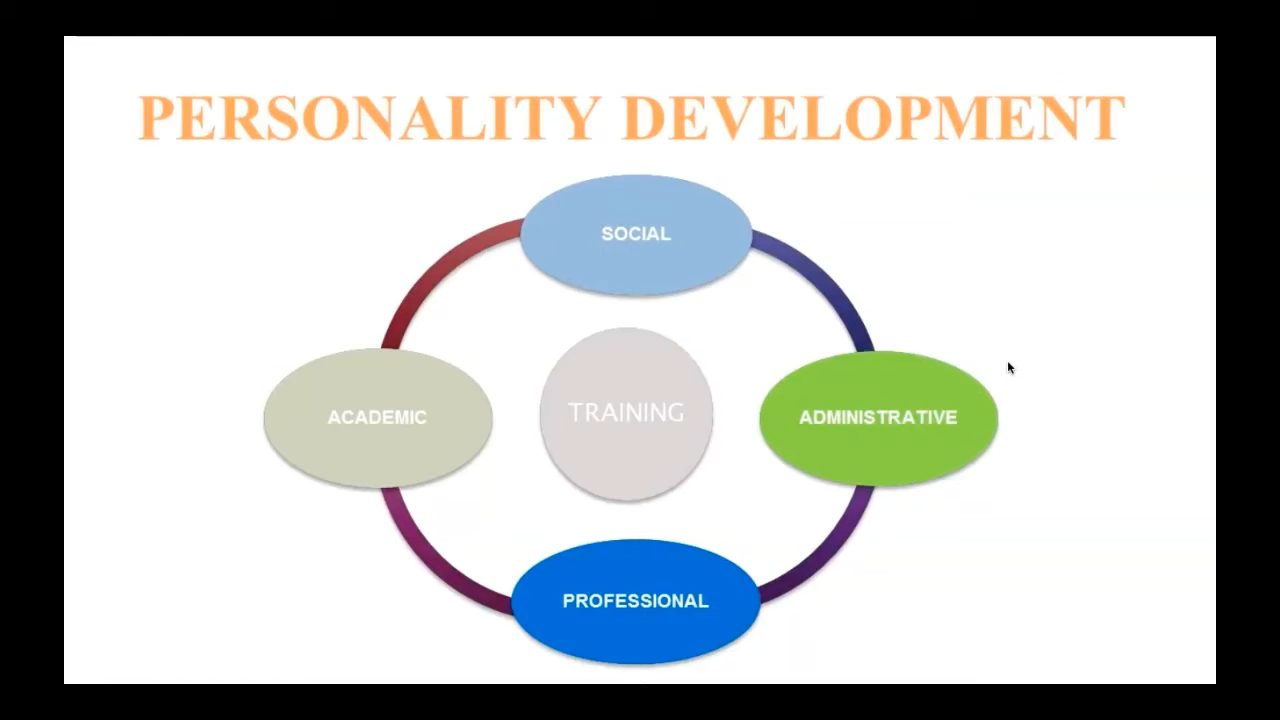 PERSONALITY DEVELOPMENT
SOCIAL
ACADEMIC
TRAINING
ADMINISTRATIVE
PROFESSIONAL